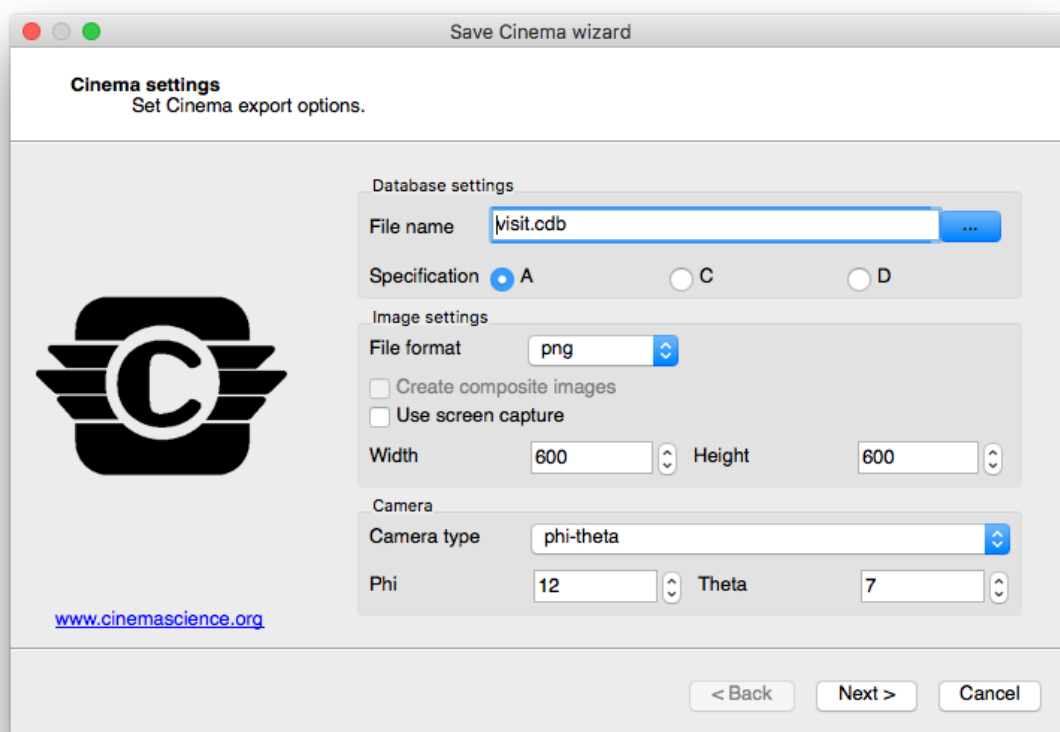 Save Cinema wizard
Cinema settings
Set Cinema export options.
Database settings
File name visit.cdb ...
Specification A C D
Image settings
File format png
Create composite images
Use screen capture
Width 600 Height 600
Camera
Camera type phi-theta
Phi 12 Theta 7
C
www.cinemascience.org
< Back Next > Cancel